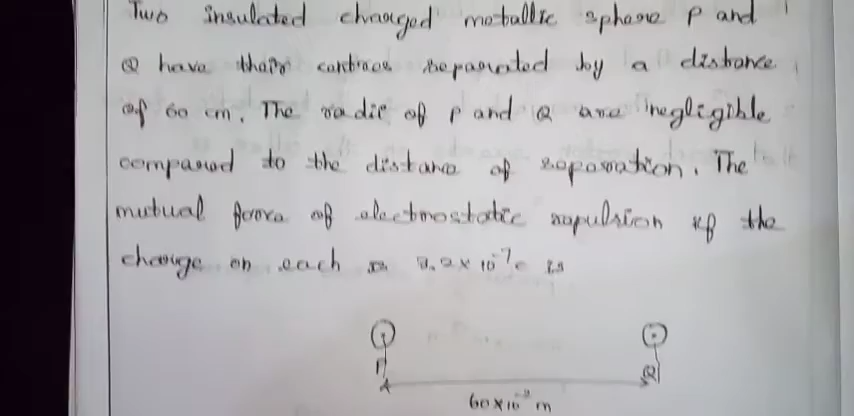 Two insulated charged metallic sphere P and
Q have their centres separated by a distance
of 60 cm. The radii of P and Q are negligible
compared to the distance of separation. The
mutual force of electrostatic repulsion if the
charge on each is 3.2×10⁻⁷c is
P
Q
60×10⁻² m